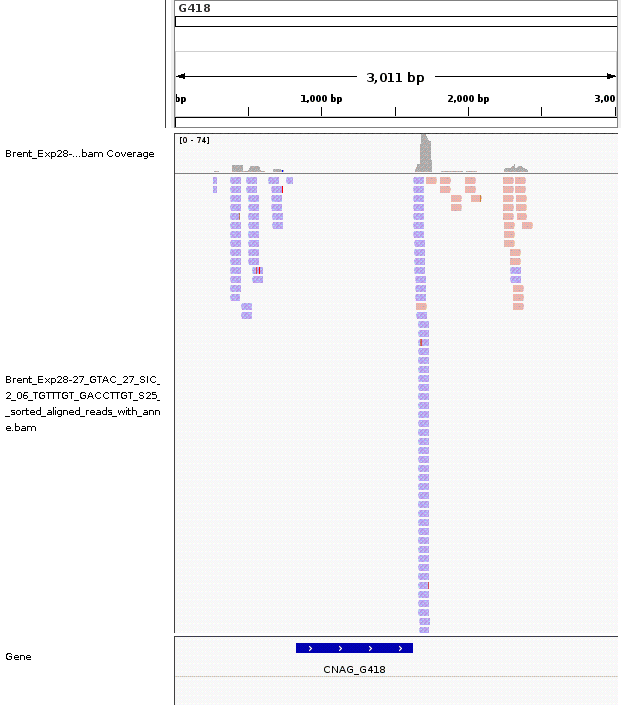 G418
3,011 bp
bp 1,000 bp 2,000 bp 3,00
[0 - 74]
Brent_Exp28-...bam Coverage
Brent_Exp28-27_GTAC_27_SIC_
2_06_TGTTTGT_GACCTTGT_S25_
_sorted_aligned_reads_with_ann
e.bam
Gene
CNAG_G418